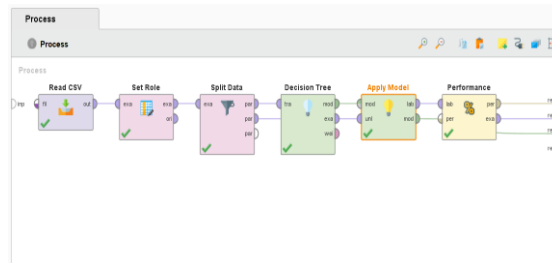 Process
Process
Process
Read CSV
Set Role
Split Data
Decision Tree
Apply Model
Performance
inp
fil
out
exa
exa
ori
exa
par
par
par
tra
mod
exa
wei
mod
unl
lab
mod
lab
per
per
exa